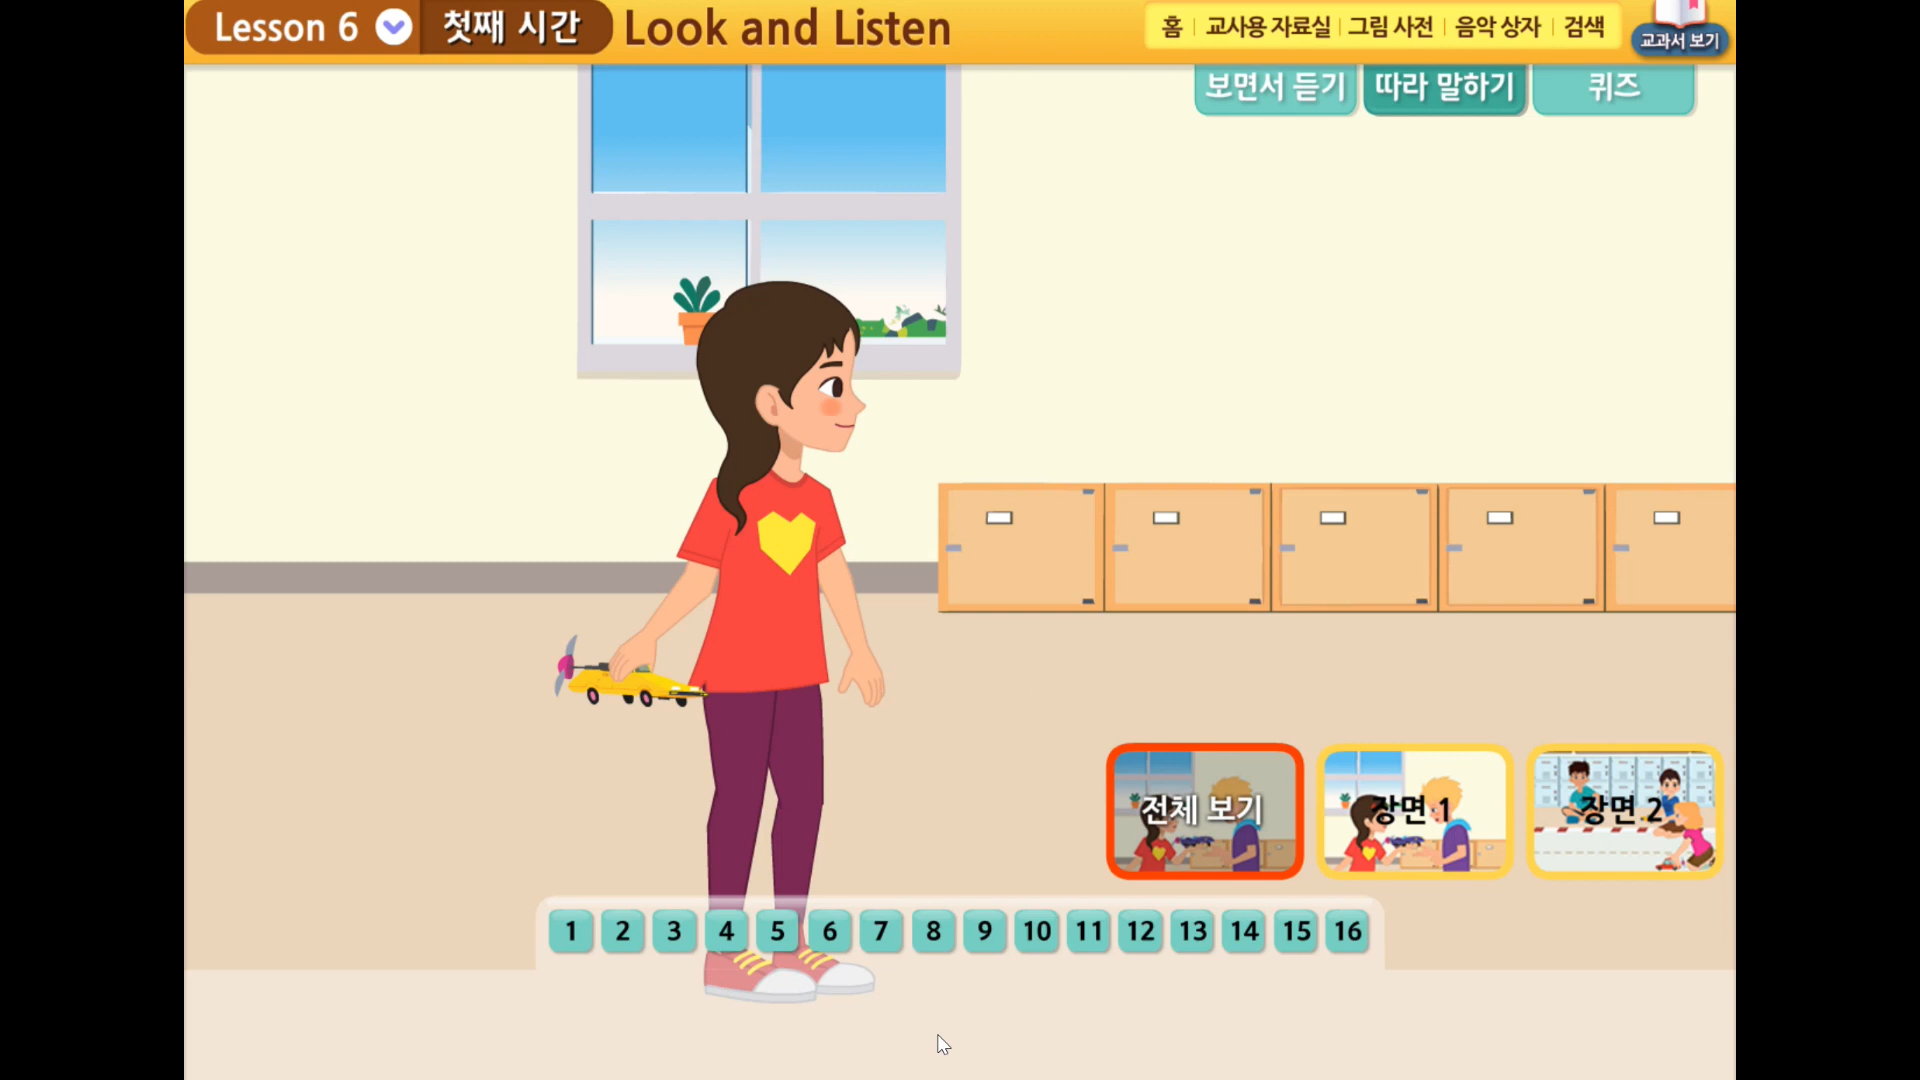 Lesson 6 첫째 시간 Look and Listen 홈 교사용 자료실 그림 사전 음악 상자 검색 교과서 보기
보면서 듣기 따라 말하기 퀴즈
전체 보기 장면 1 장면 2
1 2 3 4 5 6 7 8 9 10 11 12 13 14 15 16